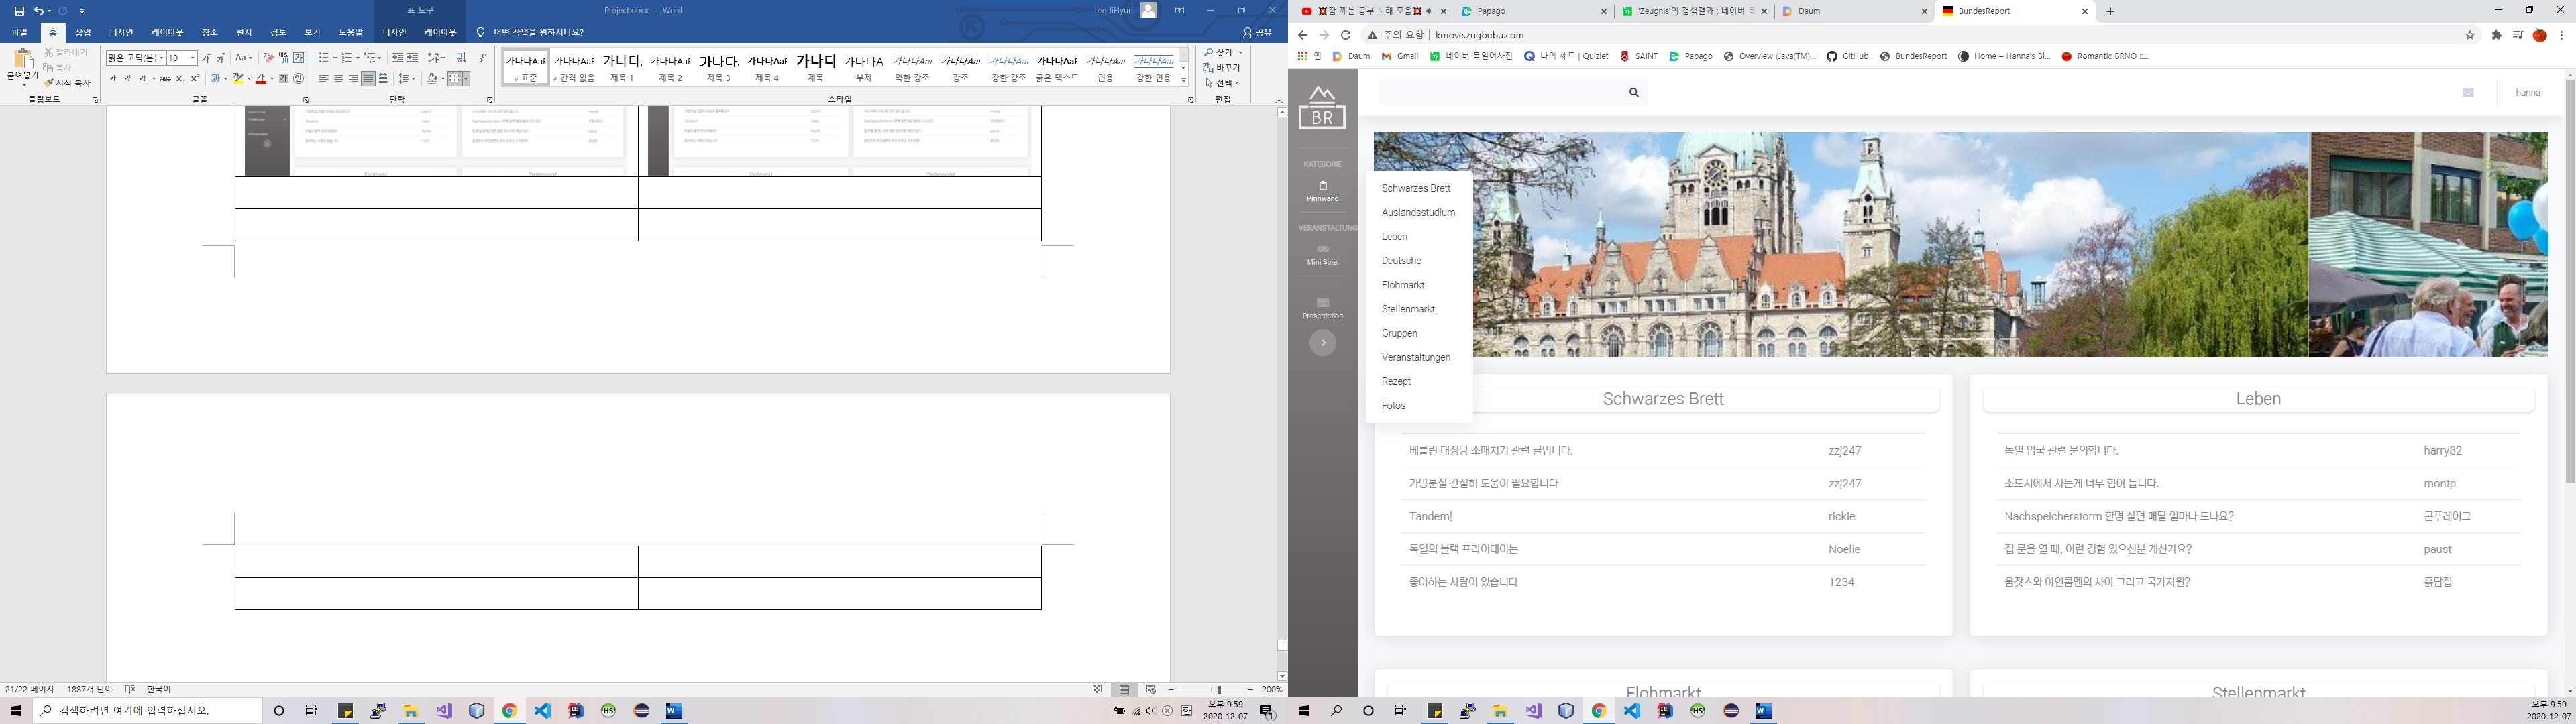 표 도구
Project.docx - Word
Lee JiHyun
파일 홈 삽입 디자인 레이아웃 참조 편지 검토 보기 도움말 디자인 레이아웃 어떤 작업을 원하시나요? 공유
붙여넣기
잘라내기
복사
서식 복사
클립보드
맑은 고딕(본문
10
글꼴
단락
가나다AaB 가나다AaB 가나다, 가나다AaB 가나다. 가나다AaB 가나다 가나다A 가나다Aa 가나다Aa 가나다Aa 가나다AaB 가나다Aa 가나다Aa
표준 간격 없음 제목 1 제목 2 제목 3 제목 4 제목 부제 약한 강조 강조 강한 강조 굵은 텍스트 인용 강한 인용
스타일
찾기
바꾸기
선택
편집
21/22 페이지 1887개 단어 한국어
200%
검색하려면 여기에 입력하십시오.
오후 9:59
2020-12-07
잠 깨는 공부 노래 모음
Papago
'Zeugnis'의 검색결과 : 네이버
Daum
BundesReport
주의 요함 kmove.zugbubu.com
앱 Daum Gmail 네이버 독일어사전 나의 세트 | Quizlet SAINT Papago Overview (Java(TM)... GitHub BundesReport Home – Hanna's Bl... Romantic BRNO ::...
BR
hanna
KATEGORIE
Pinnwand
VERANSTALTUNG
Mini Spiel
Presentation
Schwarzes Brett
Auslandsstudium
Leben
Deutsche
Flohmarkt
Stellenmarkt
Gruppen
Veranstaltungen
Rezept
Fotos
Schwarzes Brett
베를린 대성당 소매치기 관련 글입니다. zzj247
가방분실 간절히 도움이 필요합니다 zzj247
Tandem! rickie
독일의 블랙 프라이데이는 Noelie
좋아하는 사람이 있습니다 1234
Leben
독일 입국 관련 문의합니다. harry82
소도시에서 사는게 너무 힘이 듭니다. montp
Nachspeicherstorm 한명 살면 매달 얼마나 드나요? 콘푸레이크
집 문을 열 때, 이런 경험 있으신분 계신가요? paust
움잣츠와 아인콤멘의 차이 그리고 국가지원? 흙담집
Flohmarkt
Stellenmarkt
오후 9:59
2020-12-07